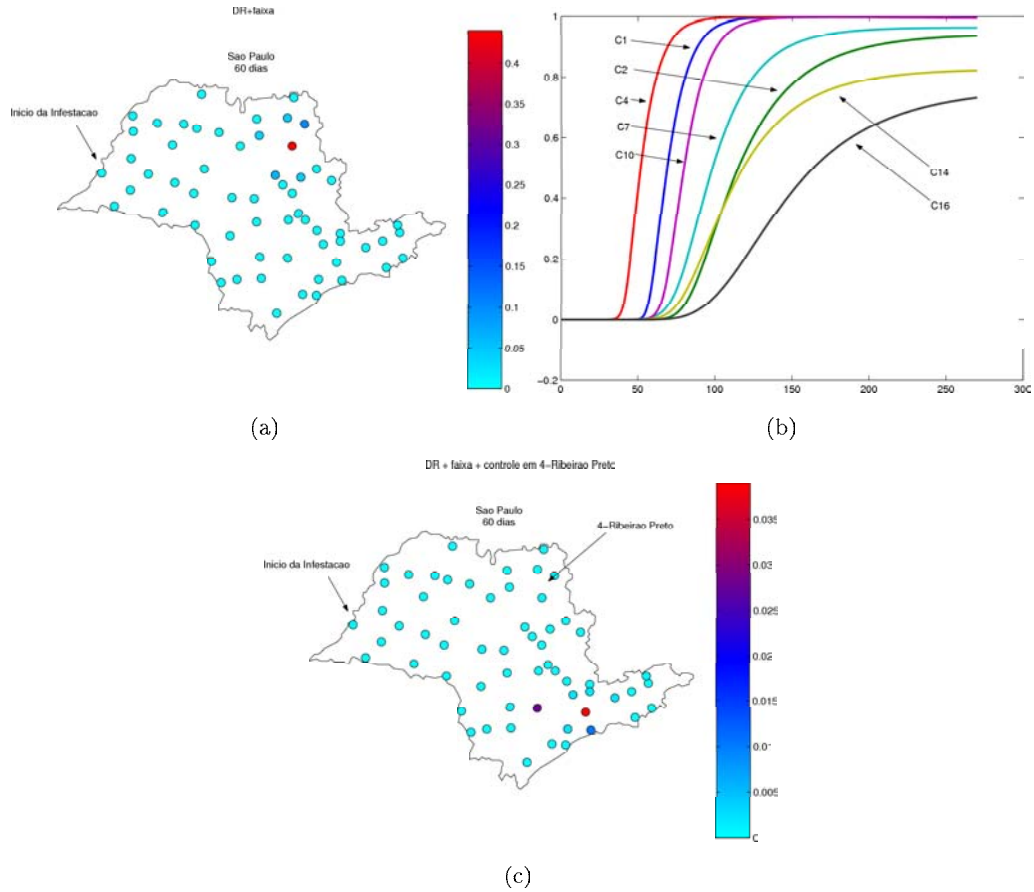 DR+faixa
Sao Paulo
60 dias
Inicio da Infestacao
0.4
0.35
0.3
0.25
0.2
0.15
0.1
0.05
0
(a)
1
0.8
0.6
0.4
0.2
0
−0.2
0
50
100
150
200
250
300
C1
C2
C4
C7
C10
C14
C16
(b)
DR + faixa + controle em 4−Ribeirao Preto
Sao Paulo
60 dias
4−Ribeirao Preto
Inicio da Infestacao
0.035
0.03
0.025
0.02
0.015
0.01
0.005
(c)